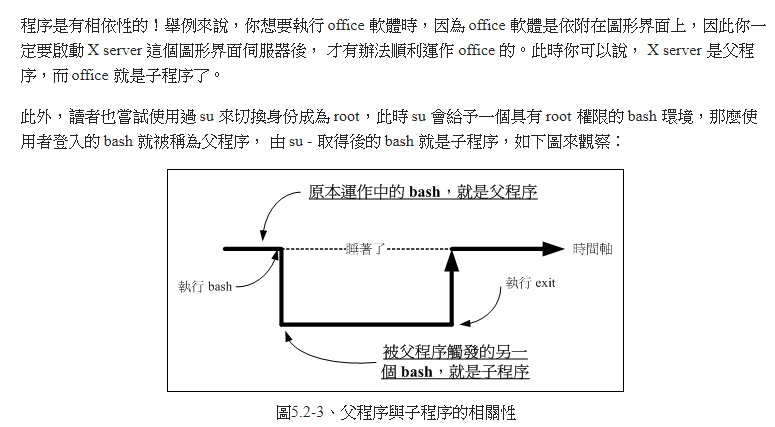 程序是有相依性的！舉例來說，你想要執行 office 軟體時，因為 office 軟體是依附在圖形界面上，因此你一
定要啟動 X server 這個圖形界面伺服器後， 才有辦法順利運作 office 的。此時你可以說， X server 是父程
序，而 office 就是子程序了。
此外，讀者也嘗試使用過 su 來切換身份成為 root，此時 su 會給予一個具有 root 權限的 bash 環境，那麼使
用者登入的 bash 就被稱為父程序， 由 su - 取得後的 bash 就是子程序，如下圖來觀察：
原本運作中的 bash，就是父程序
睡著了
時間軸
執行 bash
執行 exit
被父程序觸發的另一
個 bash，就是子程序
圖5.2-3、父程序與子程序的相關性